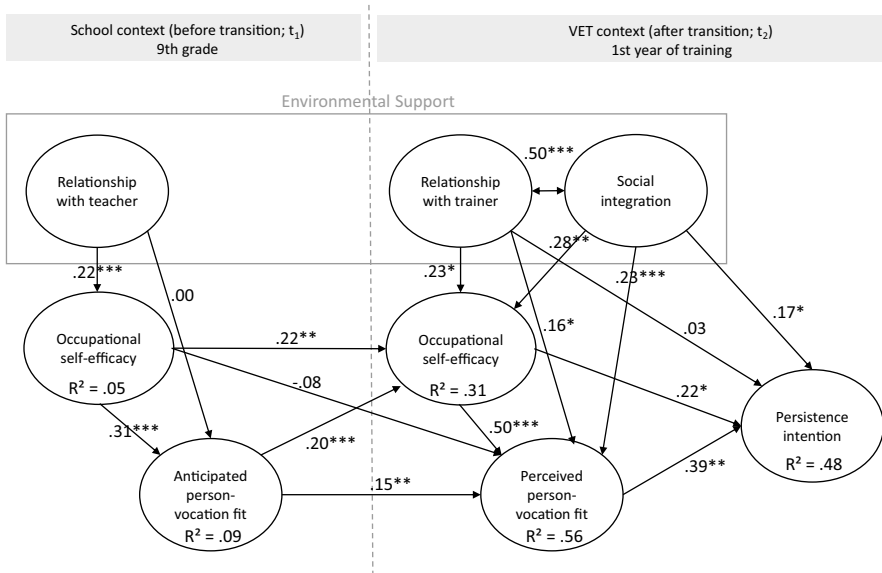 School context (before transition; t₁)
9th grade
VET context (after transition; t₂)
1st year of training
Environmental Support
Relationship
with teacher
Relationship
with trainer
.50***
Social
integration
.22***
.00
.23*
.28**
.23***
.16*
.03
.17*
Occupational
self-efficacy
R² = .05
.22**
-.08
Occupational
self-efficacy
R² = .31
.22*
.31***
.20***
.50***
.39**
Persistence
intention
R² = .48
Anticipated
person-
vocation fit
R² = .09
.15**
Perceived
person-
vocation fit
R² = .56